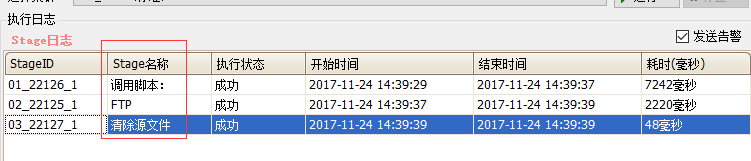 执行日志
Stage日志
发送告警
StageID Stage名称 执行状态 开始时间 结束时间 耗时(毫秒)
01_22126_1 调用脚本: 成功 2017-11-24 14:39:29 2017-11-24 14:39:37 7242毫秒
02_22125_1 FTP 成功 2017-11-24 14:39:37 2017-11-24 14:39:39 2220毫秒
03_22127_1 清除源文件 成功 2017-11-24 14:39:39 2017-11-24 14:39:39 48毫秒